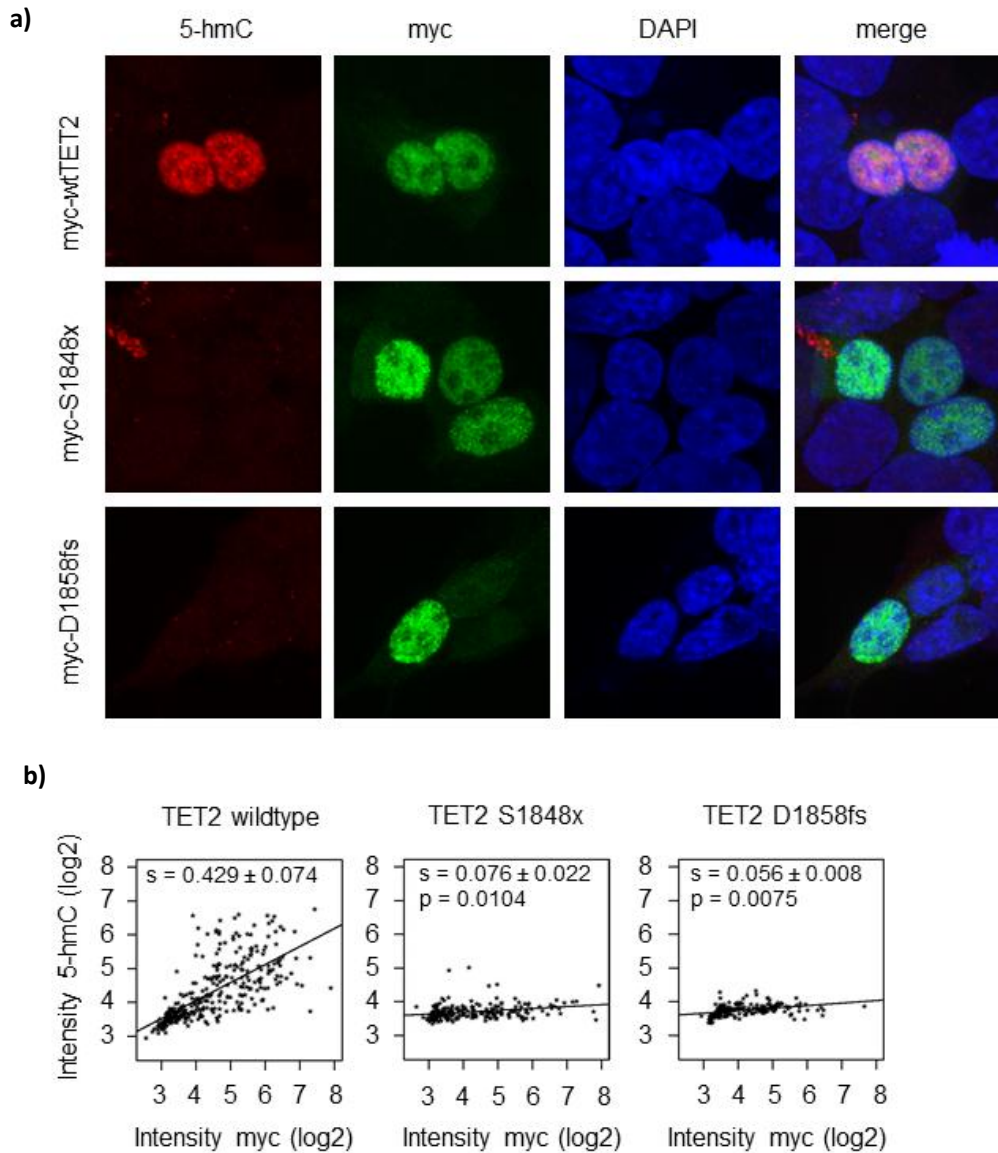 a)
5-hmC myc DAPI merge
myc-wtTET2
myc-S1848x
myc-D1858fs
b)
TET2 wildtype TET2 S1848x TET2 D1858fs
Intensity 5-hmC (log2)
8
7
6
5
4
3
s = 0.429 ± 0.074
3 4 5 6 7 8
Intensity myc (log2)
8
7
6
5
4
3
s = 0.076 ± 0.022
p = 0.0104
3 4 5 6 7 8
Intensity myc (log2)
8
7
6
5
4
3
s = 0.056 ± 0.008
p = 0.0075
3 4 5 6 7 8
Intensity myc (log2)